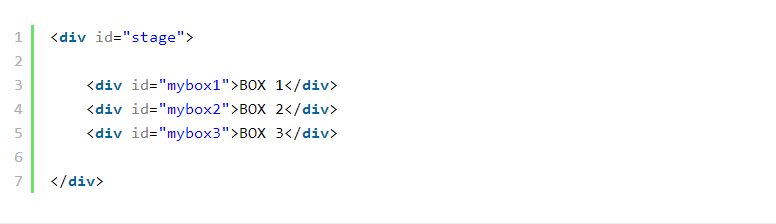 1 <div id="stage">
2
3 <div id="mybox1">BOX 1</div>
4 <div id="mybox2">BOX 2</div>
5 <div id="mybox3">BOX 3</div>
6
7 </div>